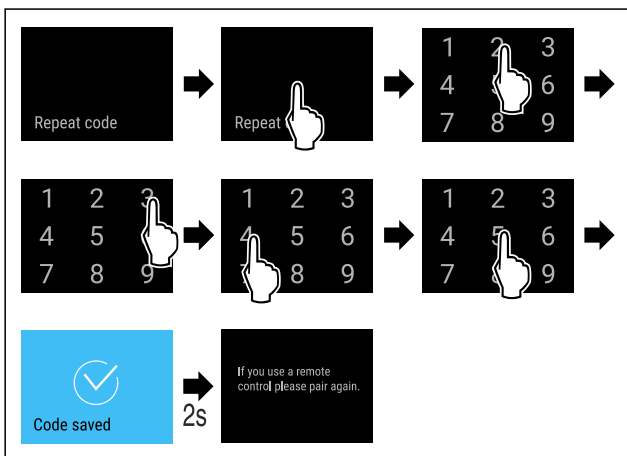 Repeat code
Repeat
1 2 3
4 6
7 8 9
1 2 3
4 5
7 8 9
1 2 3
4 5 6
8 9
1 2 3
4 5 6
7 9
Code saved
2s
If you use a remote
control please pair again.